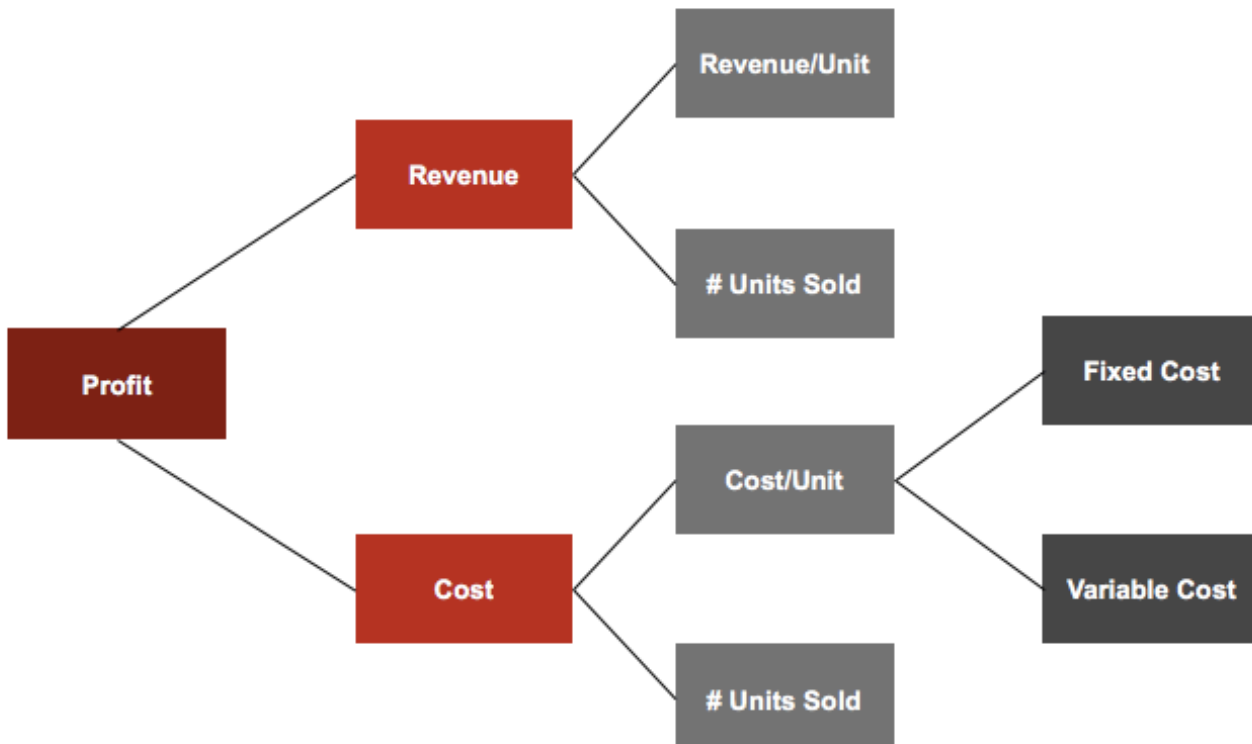 Revenue/Unit
Revenue
# Units Sold
Profit
Fixed Cost
Cost/Unit
Cost
Variable Cost
# Units Sold